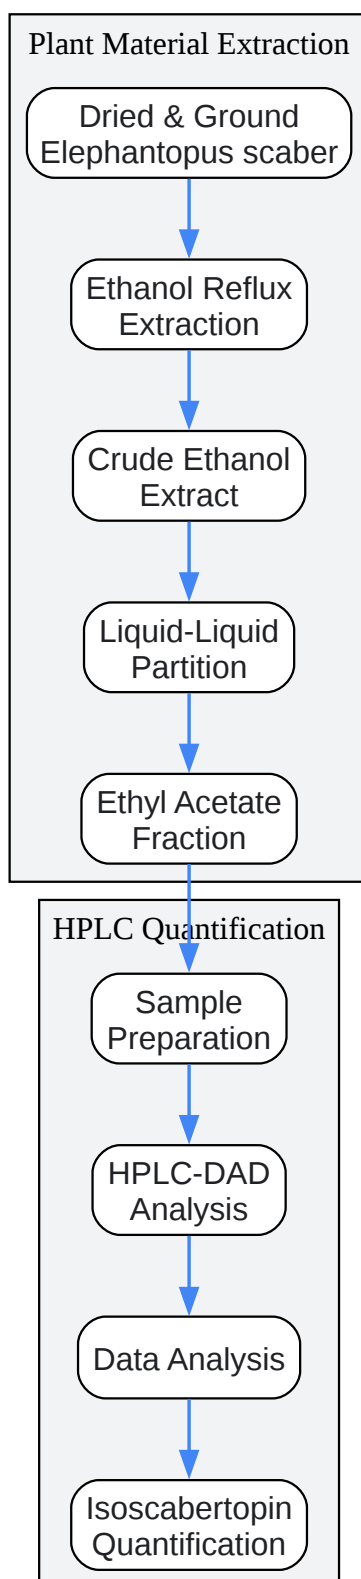 Plant Material Extraction
Dried & Ground
Elephantopus scaber
Ethanol Reflux
Extraction
Crude Ethanol
Extract
Liquid-Liquid
Partition
Ethyl Acetate
Fraction
HPLC Quantification
Sample
Preparation
HPLC-DAD
Analysis
Data Analysis
Isoscabertopin
Quantification